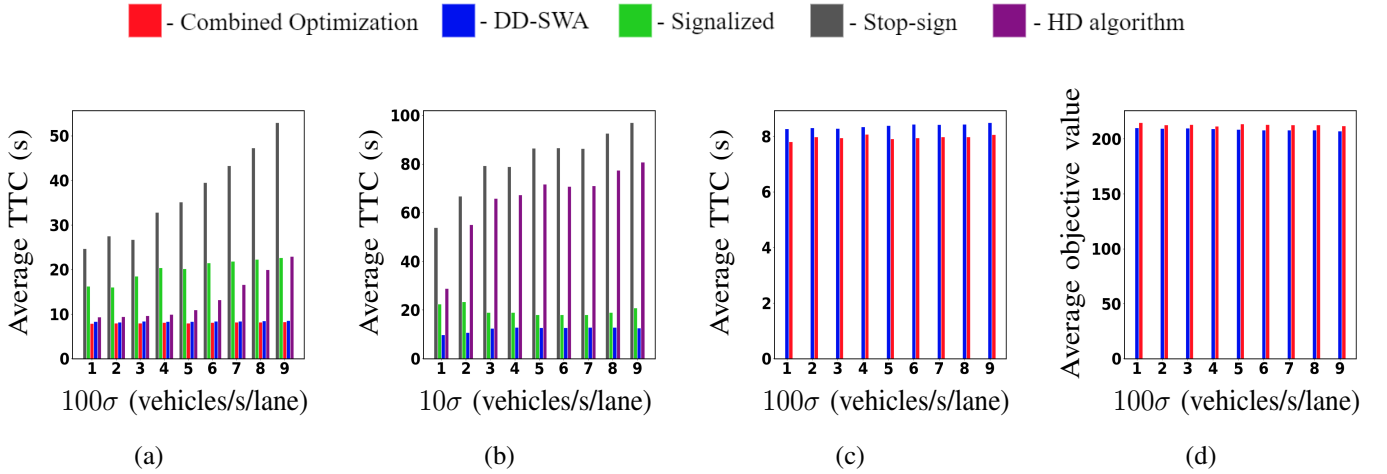 - Combined Optimization - DD-SWA - Signalized - Stop-sign - HD algorithm
Average TTC (s)
50
40
30
20
10
0
1 2 3 4 5 6 7 8 9
100σ (vehicles/s/lane)
(a)
Average TTC (s)
100
80
60
40
20
0
1 2 3 4 5 6 7 8 9
10σ (vehicles/s/lane)
(b)
Average TTC (s)
8
6
4
2
0
1 2 3 4 5 6 7 8 9
100σ (vehicles/s/lane)
(c)
Average objective value
200
150
100
50
0
1 2 3 4 5 6 7 8 9
100σ (vehicles/s/lane)
(d)